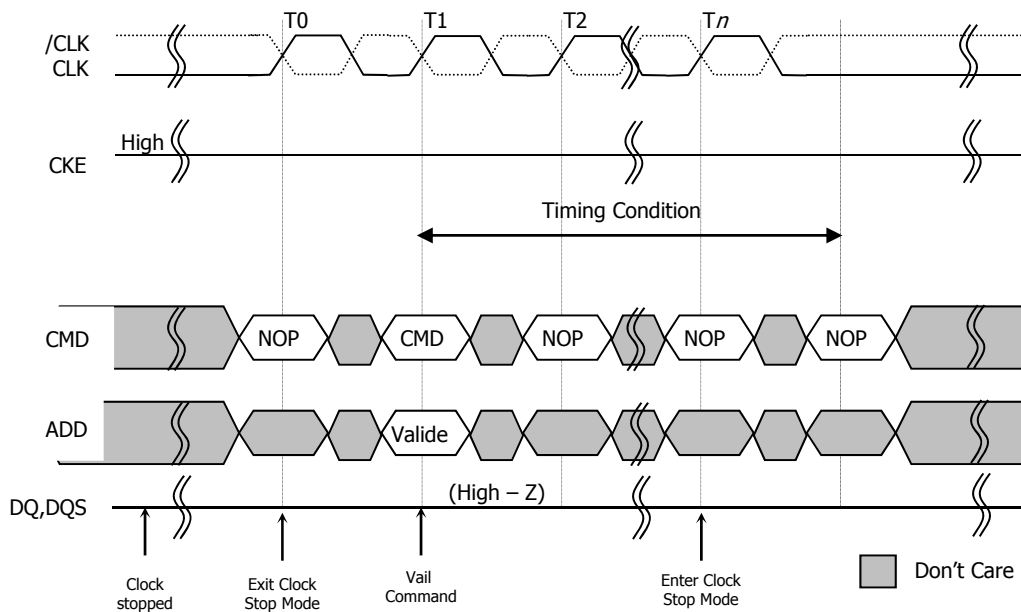 T0 T1 T2 Tn
/CLK
CLK
High
CKE
Timing Condition
CMD NOP CMD NOP NOP NOP
ADD Valide
(High – Z)
DQ,DQS
Clock
stopped
Exit Clock
Stop Mode
Vail
Command
Enter Clock
Stop Mode
Don't Care